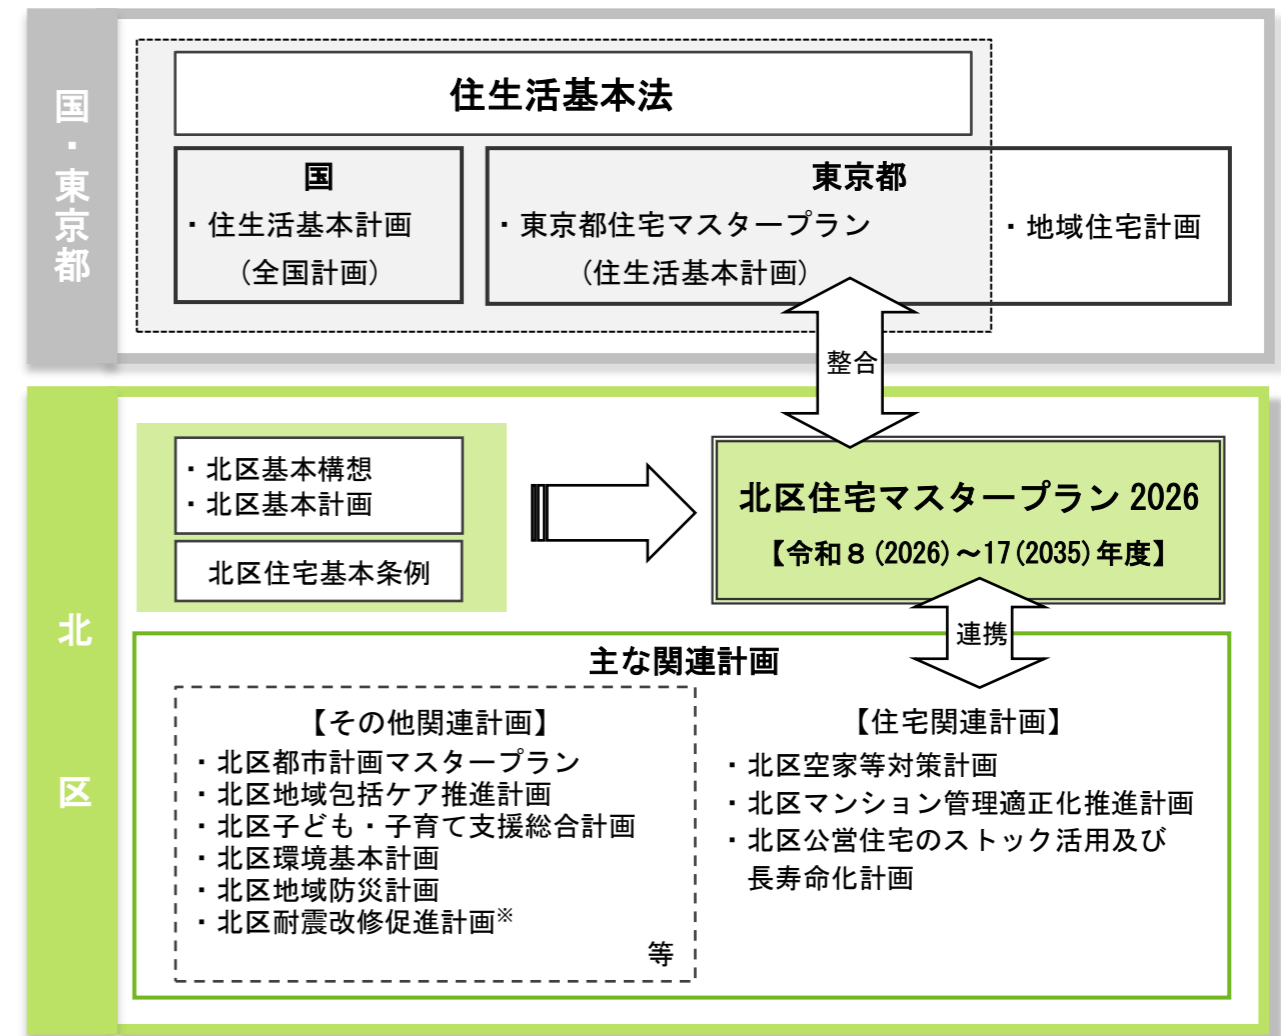 国・東京都
住生活基本法
国
・住生活基本計画
（全国計画）
東京都
・東京都住宅マスタープラン
（住生活基本計画）
・地域住宅計画
整合
北区
・北区基本構想
・北区基本計画
北区住宅基本条例
北区住宅マスタープラン 2026
【令和８(2026)～17(2035)年度】
連携
主な関連計画
【その他関連計画】
・北区都市計画マスタープラン
・北区地域包括ケア推進計画
・北区子ども・子育て支援総合計画
・北区環境基本計画
・北区地域防災計画
・北区耐震改修促進計画※
等
【住宅関連計画】
・北区空家等対策計画
・北区マンション管理適正化推進計画
・北区公営住宅のストック活用及び
長寿命化計画